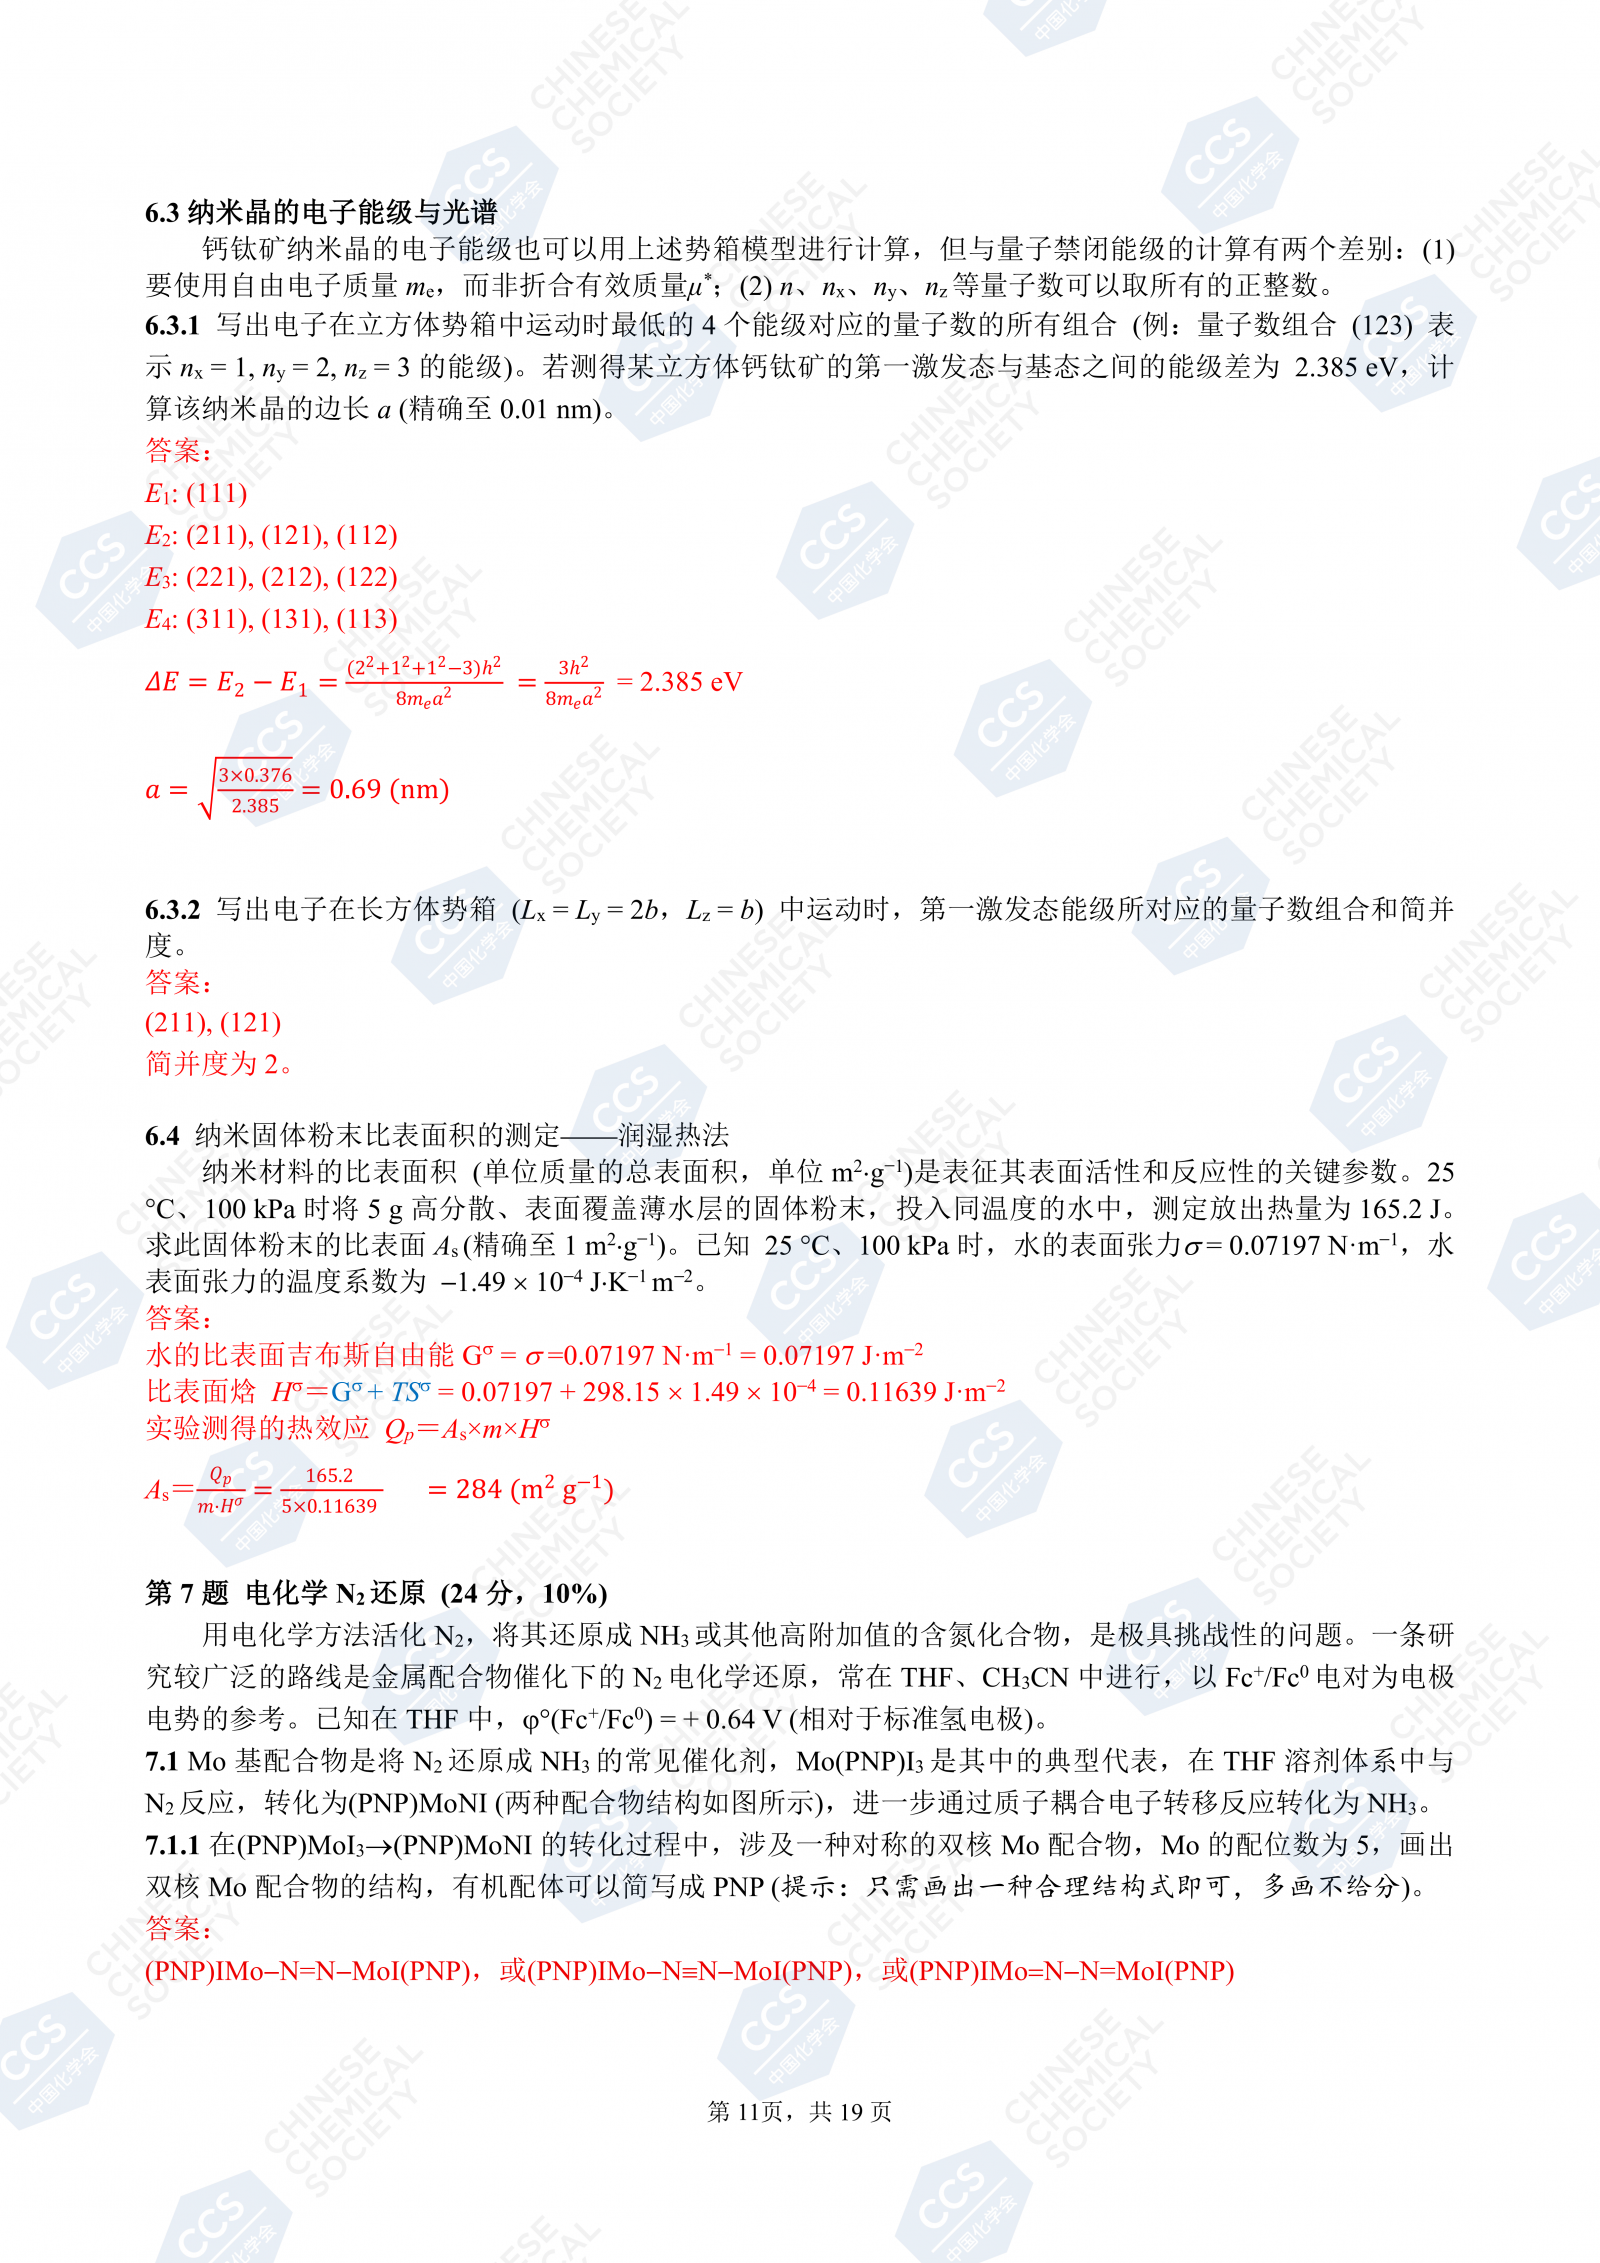 6.3 纳米晶的电子能级与光谱
钙钛矿纳米晶的电子能级也可以用上述势箱模型进行计算，但与量子禁闭能级的计算有两个差别：(1)
要使用自由电子质量 mₑ，而非折合有效质量μ*；(2) n、nₓ、n_y、n_z 等量子数可以取所有的正整数。
6.3.1 写出电子在立方体势箱中运动时最低的 4 个能级对应的量子数的所有组合 (例：量子数组合 (123) 表
示 nₓ = 1, n_y = 2, n_z = 3 的能级)。若测得某立方体钙钛矿的第一激发态与基态之间的能级差为 2.385 eV，计
算该纳米晶的边长 a (精确至 0.01 nm)。
答案：
E₁: (111)
E₂: (211), (121), (112)
E₃: (221), (212), (122)
E₄: (311), (131), (113)
ΔE = E₂ − E₁ = (2²+1²+1²−3)h² / 8mₑa² = 3h² / 8mₑa² = 2.385 eV
a = √(3×0.376 / 2.385) = 0.69 (nm)
6.3.2 写出电子在长方体势箱 (Lₓ = L_y = 2b，L_z = b) 中运动时，第一激发态能级所对应的量子数组合和简并
度。
答案：
(211), (121)
简并度为 2。
6.4 纳米固体粉末比表面积的测定——润湿热法
纳米材料的比表面积 (单位质量的总表面积，单位 m²·g⁻¹)是表征其表面活性和反应性的关键参数。25
°C、100 kPa 时将 5 g 高分散、表面覆盖薄水层的固体粉末，投入同温度的水中，测定放出热量为 165.2 J。
求此固体粉末的比表面 Aₛ (精确至 1 m²·g⁻¹)。已知 25 °C、100 kPa 时，水的表面张力σ = 0.07197 N·m⁻¹，水
表面张力的温度系数为 −1.49 × 10⁻⁴ J·K⁻¹ m⁻²。
答案：
水的比表面吉布斯自由能 G^σ = σ =0.07197 N·m⁻¹ = 0.07197 J·m⁻²
比表面焓 H^σ＝G^σ + TS^σ = 0.07197 + 298.15 × 1.49 × 10⁻⁴ = 0.11639 J·m⁻²
实验测得的热效应 Qₚ＝Aₛ×m×H^σ
Aₛ＝Qₚ / m·H^σ = 165.2 / 5×0.11639 = 284 (m² g⁻¹)
第 7 题 电化学 N₂ 还原 (24 分，10%)
用电化学方法活化 N₂，将其还原成 NH₃ 或其他高附加值的含氮化合物，是极具挑战性的问题。一条研
究较广泛的路线是金属配合物催化下的 N₂ 电化学还原，常在 THF、CH₃CN 中进行，以 Fc⁺/Fc⁰ 电对为电极
电势的参考。已知在 THF 中，φ°(Fc⁺/Fc⁰) = + 0.64 V (相对于标准氢电极)。
7.1 Mo 基配合物是将 N₂ 还原成 NH₃ 的常见催化剂，Mo(PNP)I₃ 是其中的典型代表，在 THF 溶剂体系中与
N₂ 反应，转化为(PNP)MoNI (两种配合物结构如图所示)，进一步通过质子耦合电子转移反应转化为 NH₃。
7.1.1 在(PNP)MoI₃→(PNP)MoNI 的转化过程中，涉及一种对称的双核 Mo 配合物，Mo 的配位数为 5，画出
双核 Mo 配合物的结构，有机配体可以简写成 PNP (提示：只需画出一种合理结构式即可，多画不给分)。
答案：
(PNP)IMo−N=N−MoI(PNP)，或(PNP)IMo−N≡N−MoI(PNP)，或(PNP)IMo=N−N=MoI(PNP)
第 11页，共 19 页
CCS
中国化学会
CHINESE
CHEMICAL
SOCIETY